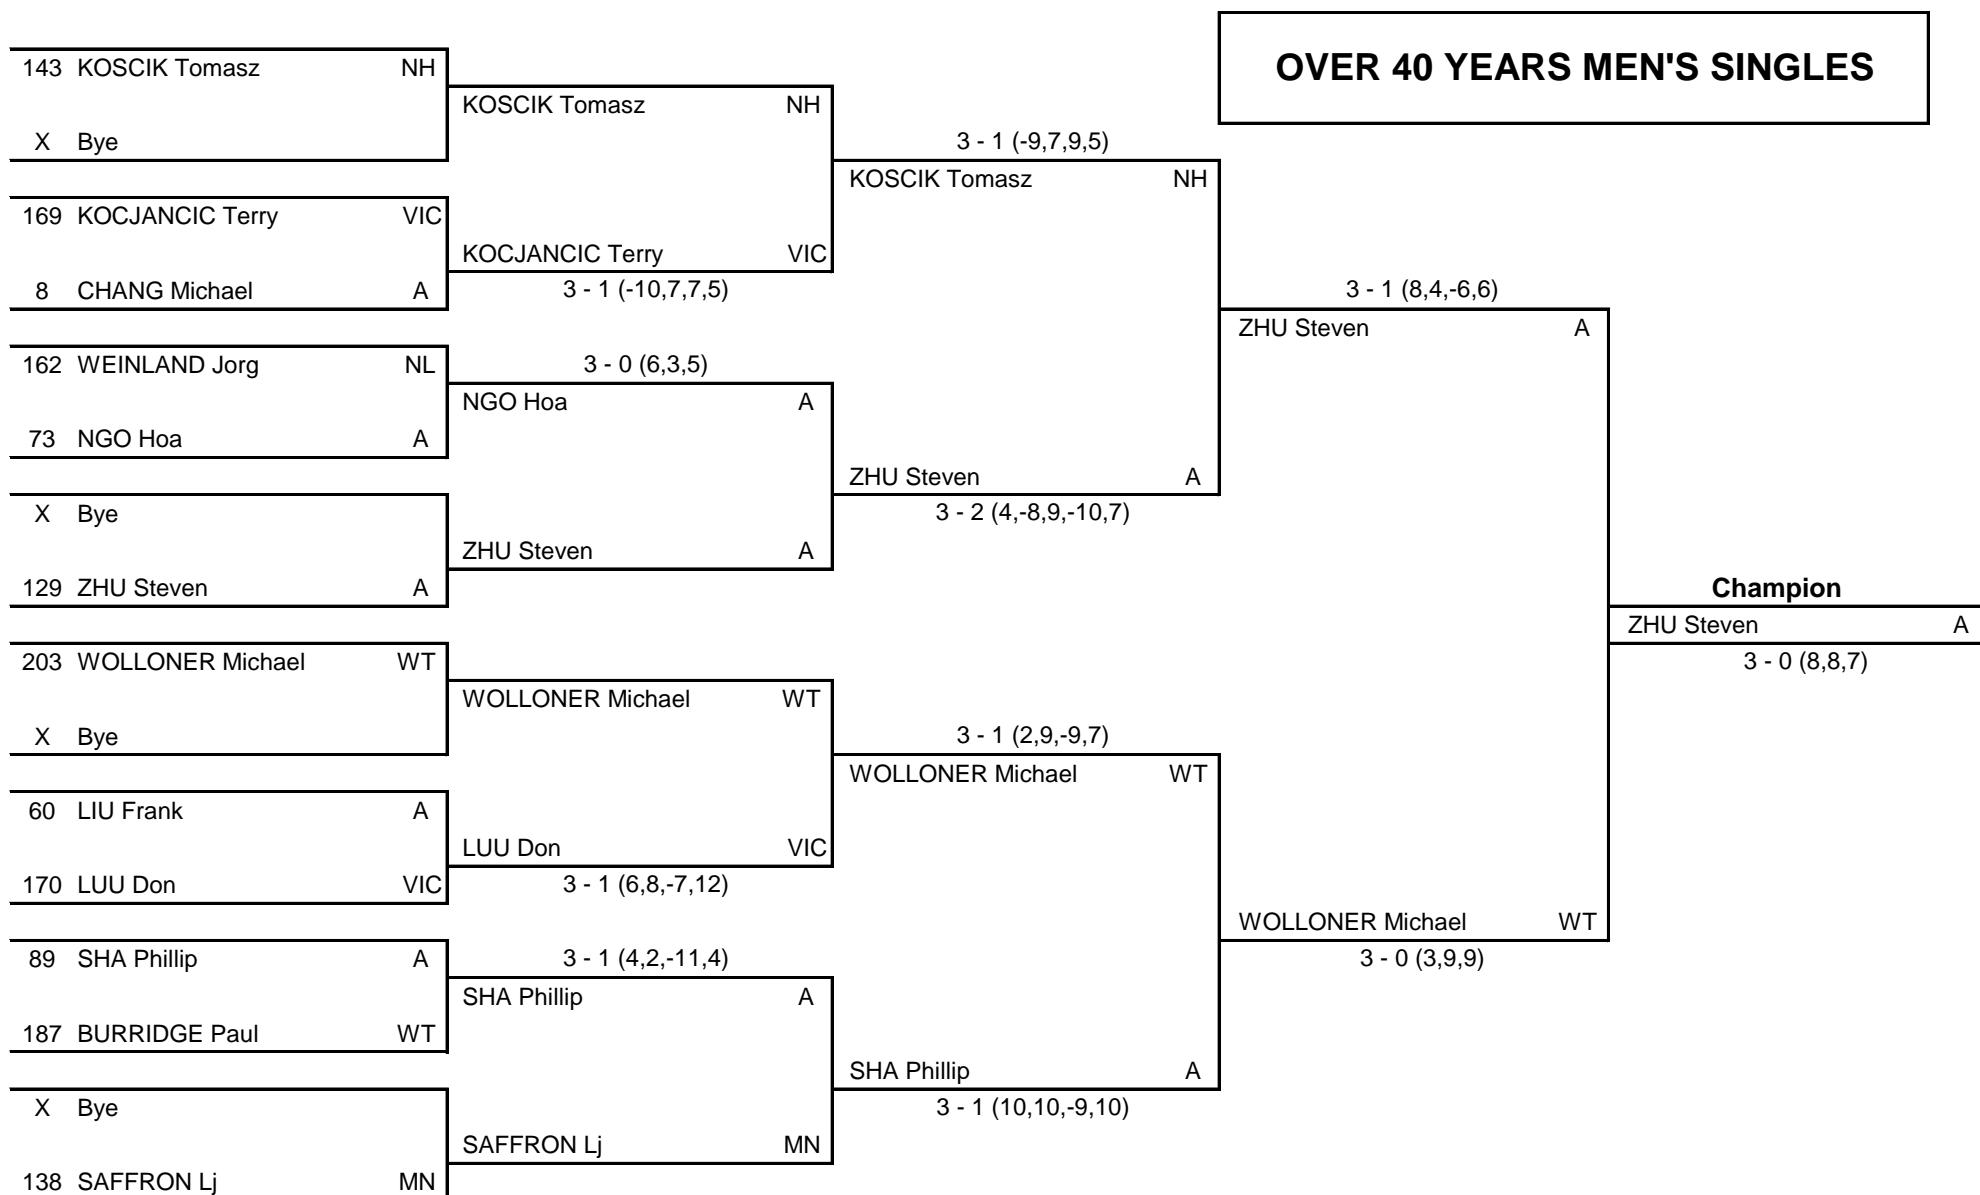 OVER 40 YEARS MEN'S SINGLES
143 KOSCIK Tomasz NH
KOSCIK Tomasz NH
X Bye
3 - 1 (-9,7,9,5)
KOSCIK Tomasz NH
169 KOCJANCIC Terry VIC
KOCJANCIC Terry VIC
8 CHANG Michael A
3 - 1 (-10,7,7,5)
3 - 1 (8,4,-6,6)
ZHU Steven A
162 WEINLAND Jorg NL
3 - 0 (6,3,5)
NGO Hoa A
73 NGO Hoa A
ZHU Steven A
X Bye
3 - 2 (4,-8,9,-10,7)
ZHU Steven A
129 ZHU Steven A
Champion
ZHU Steven A
203 WOLLONER Michael WT
3 - 0 (8,8,7)
WOLLONER Michael WT
X Bye
3 - 1 (2,9,-9,7)
WOLLONER Michael WT
60 LIU Frank A
LUU Don VIC
170 LUU Don VIC
3 - 1 (6,8,-7,12)
WOLLONER Michael WT
89 SHA Phillip A
3 - 1 (4,2,-11,4)
3 - 0 (3,9,9)
SHA Phillip A
187 BURRIDGE Paul WT
SHA Phillip A
X Bye
3 - 1 (10,10,-9,10)
SAFFRON Lj MN
138 SAFFRON Lj MN